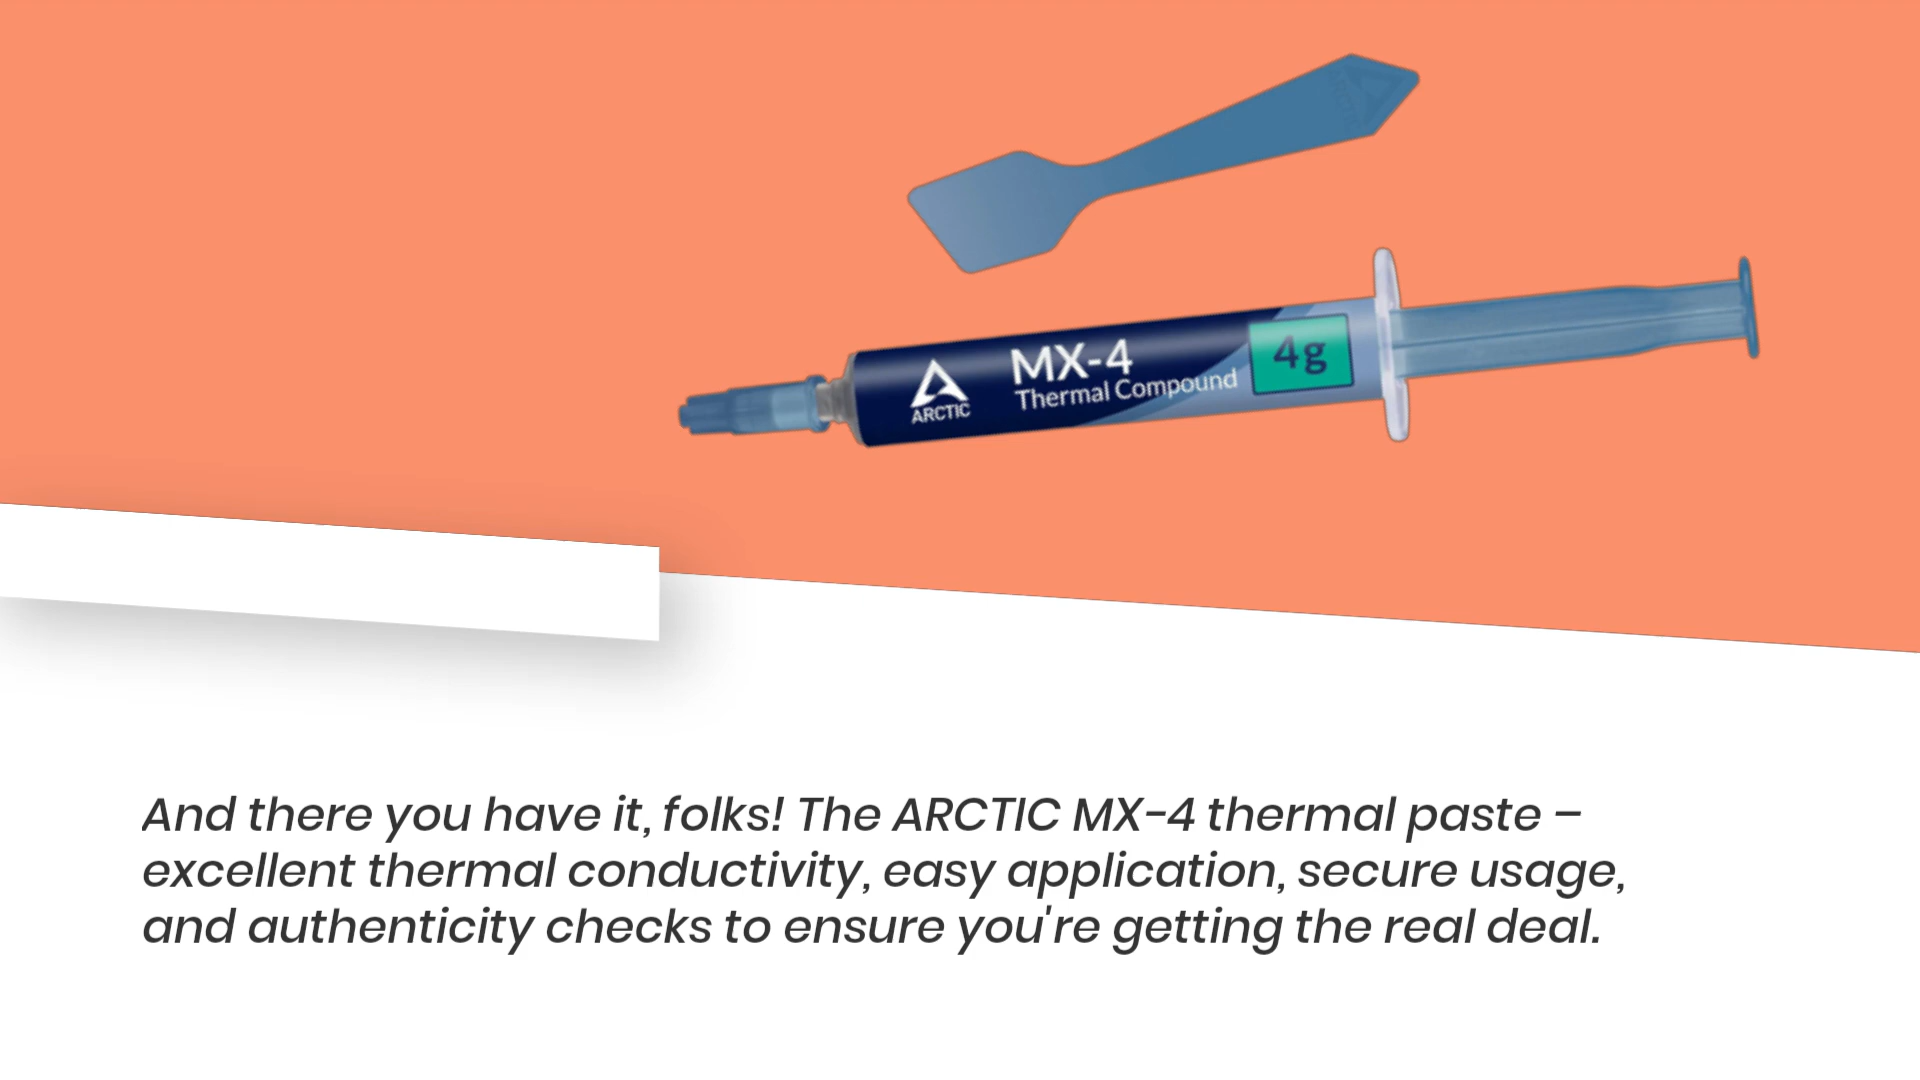 ARCTIC
MX-4
Thermal Compound
4g
And there you have it, folks! The ARCTIC MX-4 thermal paste –
excellent thermal conductivity, easy application, secure usage,
and authenticity checks to ensure you're getting the real deal.